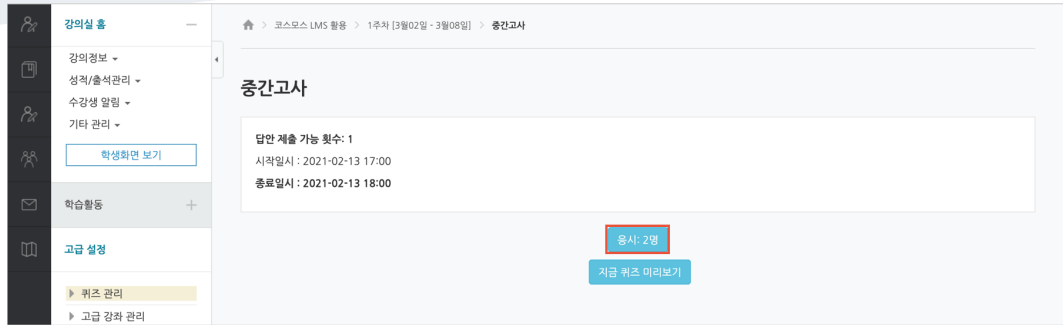 강의실 홈
강의정보
성적/출석관리
수강생 알림
기타 관리
학생화면 보기
학습활동
고급 설정
퀴즈 관리
고급 강좌 관리
코스모스 LMS 활용 > 1주차 [3월02일 - 3월08일] > 중간고사
중간고사
답안 제출 가능 횟수: 1
시작일시 : 2021-02-13 17:00
종료일시 : 2021-02-13 18:00
응시: 2명
지금 퀴즈 미리보기